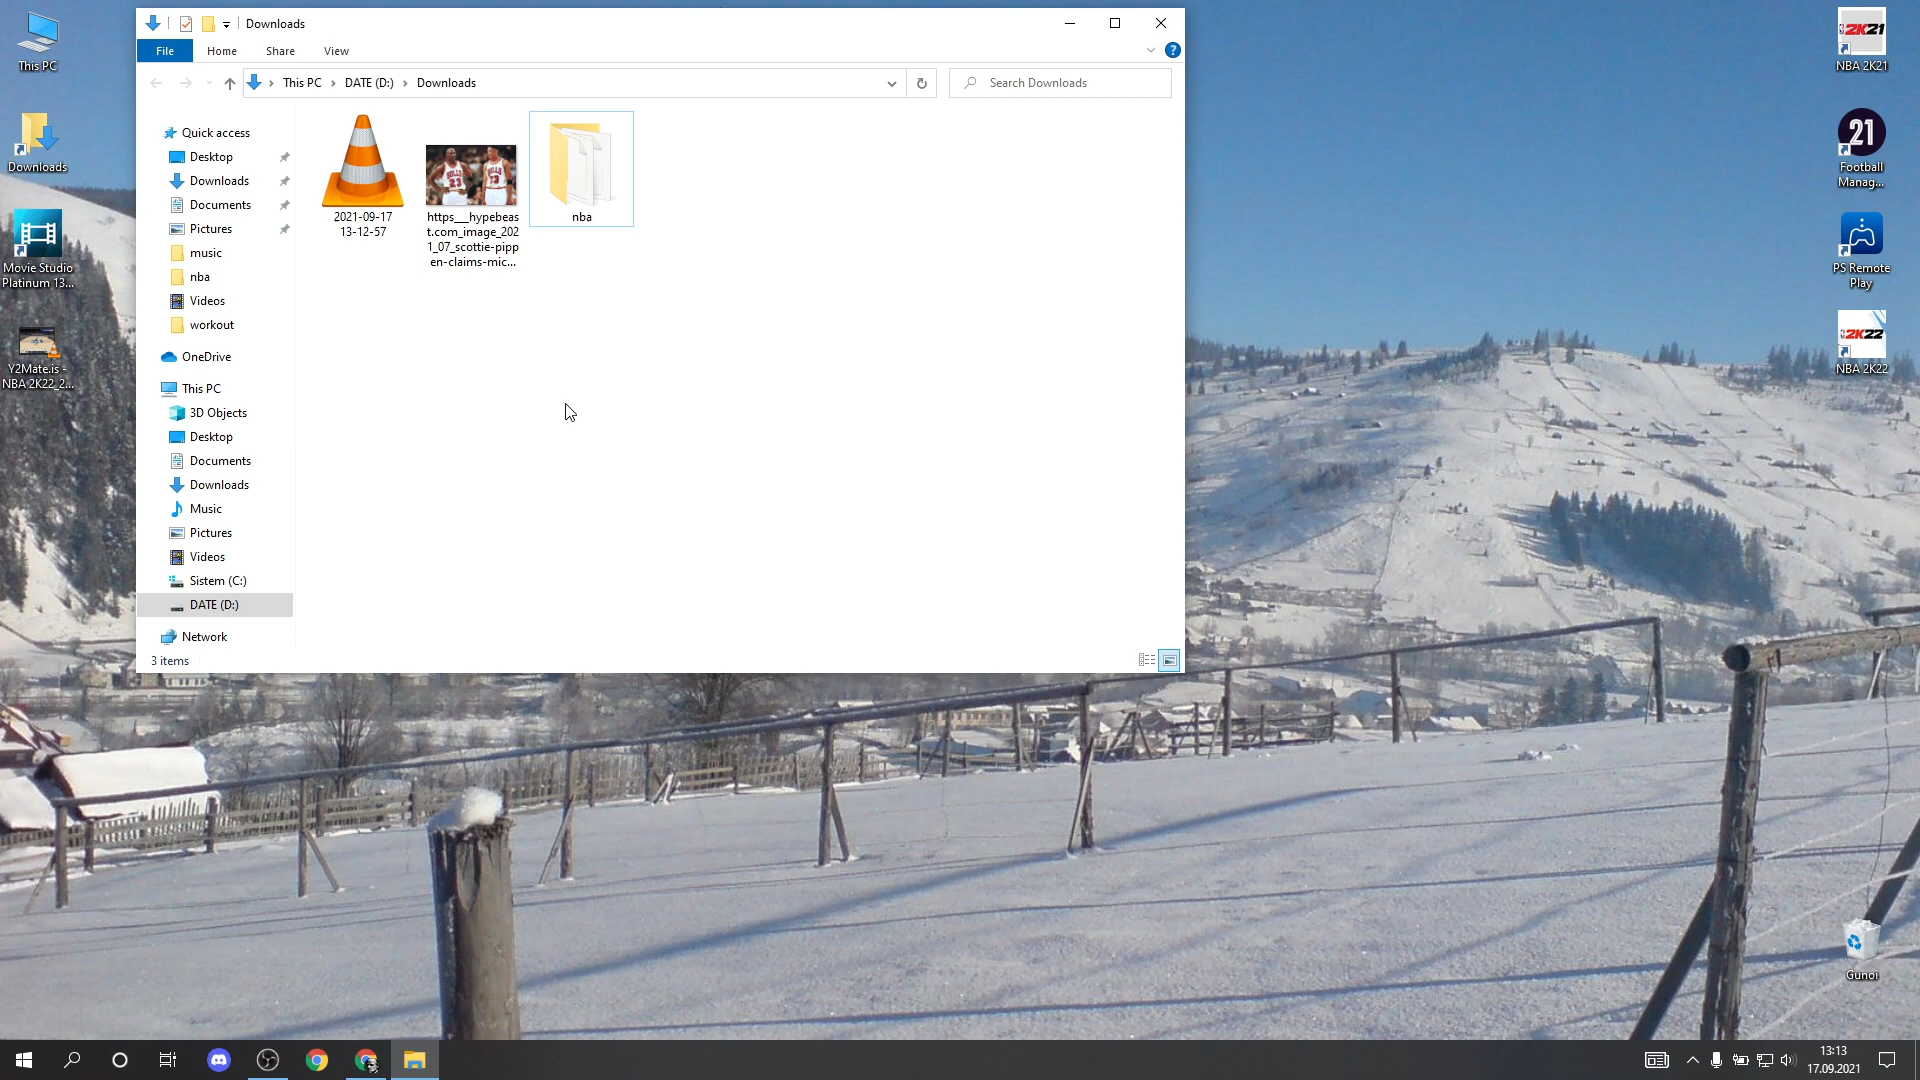 Downloads
File
Home
Share
View
This PC
DATE (D:)
Downloads
Search Downloads
Quick access
Desktop
Downloads
Documents
Pictures
music
nba
Videos
workout
OneDrive
This PC
3D Objects
Desktop
Documents
Downloads
Music
Pictures
Videos
Sistem (C:)
DATE (D:)
Network
3 items
2021-09-17
13-12-57
https___hypebeas
t.com_image_202
1_07_scottie-pipp
en-claims-mic...
nba
This PC
Downloads
Movie Studio
Platinum 13...
Y2Mate.is -
NBA 2K22_2...
2K21
NBA 2K21
21
Football
Manag...
PS Remote
Play
2K22
NBA 2K22
Gunoi
13:13
17.09.2021